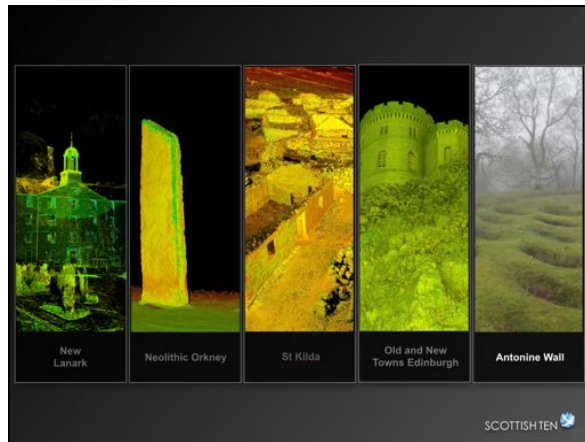 New
Lanark
Neolithic Orkney
St Kilda
Old and New
Towns Edinburgh
Antonine Wall
SCOTTISH TEN